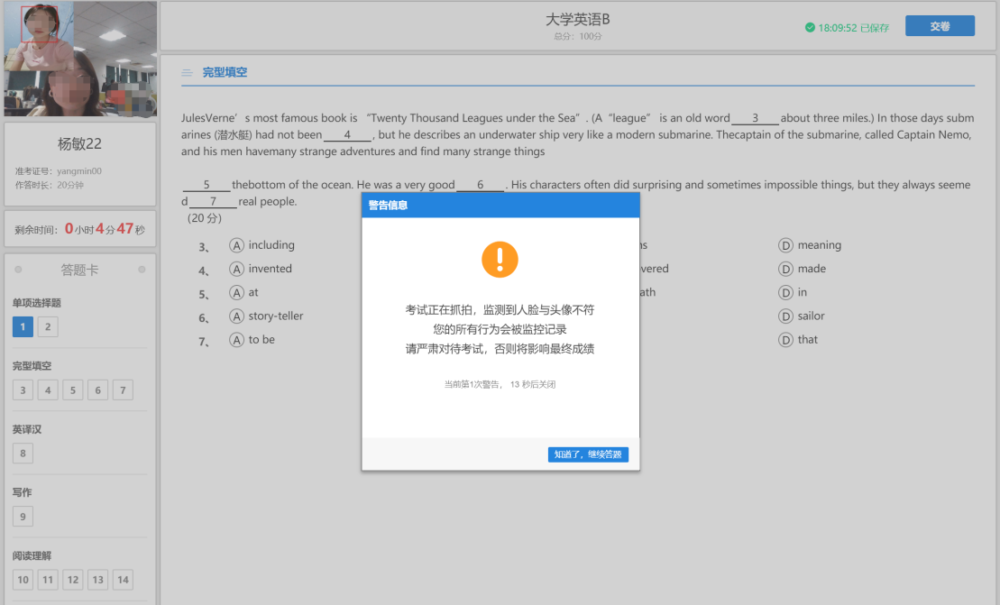 大学英语B
总分：100分
18:09:52 已保存
交卷
杨敏22
准考证号：yangmin00
作答时长：20分钟
剩余时间：0小时4分47秒
答题卡
单项选择题
1 2
完型填空
3 4 5 6 7
英译汉
8
写作
9
阅读理解
10 11 12 13 14
完型填空
JulesVerne’s most famous book is “Twenty Thousand Leagues under the Sea”. (A“league” is an old word 3 about three miles.) In those days subm
arines (潜水艇) had not been 4 , but he describes an underwater ship very like a modern submarine. Thecaptain of the submarine, called Captain Nemo,
and his men havemany strange adventures and find many strange things
5 thebottom of the ocean. He was a very good 6 . His characters often did surprising and sometimes impossible things, but they always seeme
d 7 real people.
(20 分)
3、 A including ns D meaning
4、 A invented vered D made
5、 A at ath D in
6、 A story-teller D sailor
7、 A to be D that
警告信息
考试正在抓拍，监测到人脸与头像不符
您的所有行为会被监控记录
请严肃对待考试，否则将影响最终成绩
当前第1次警告， 13 秒后关闭
知道了，继续答题